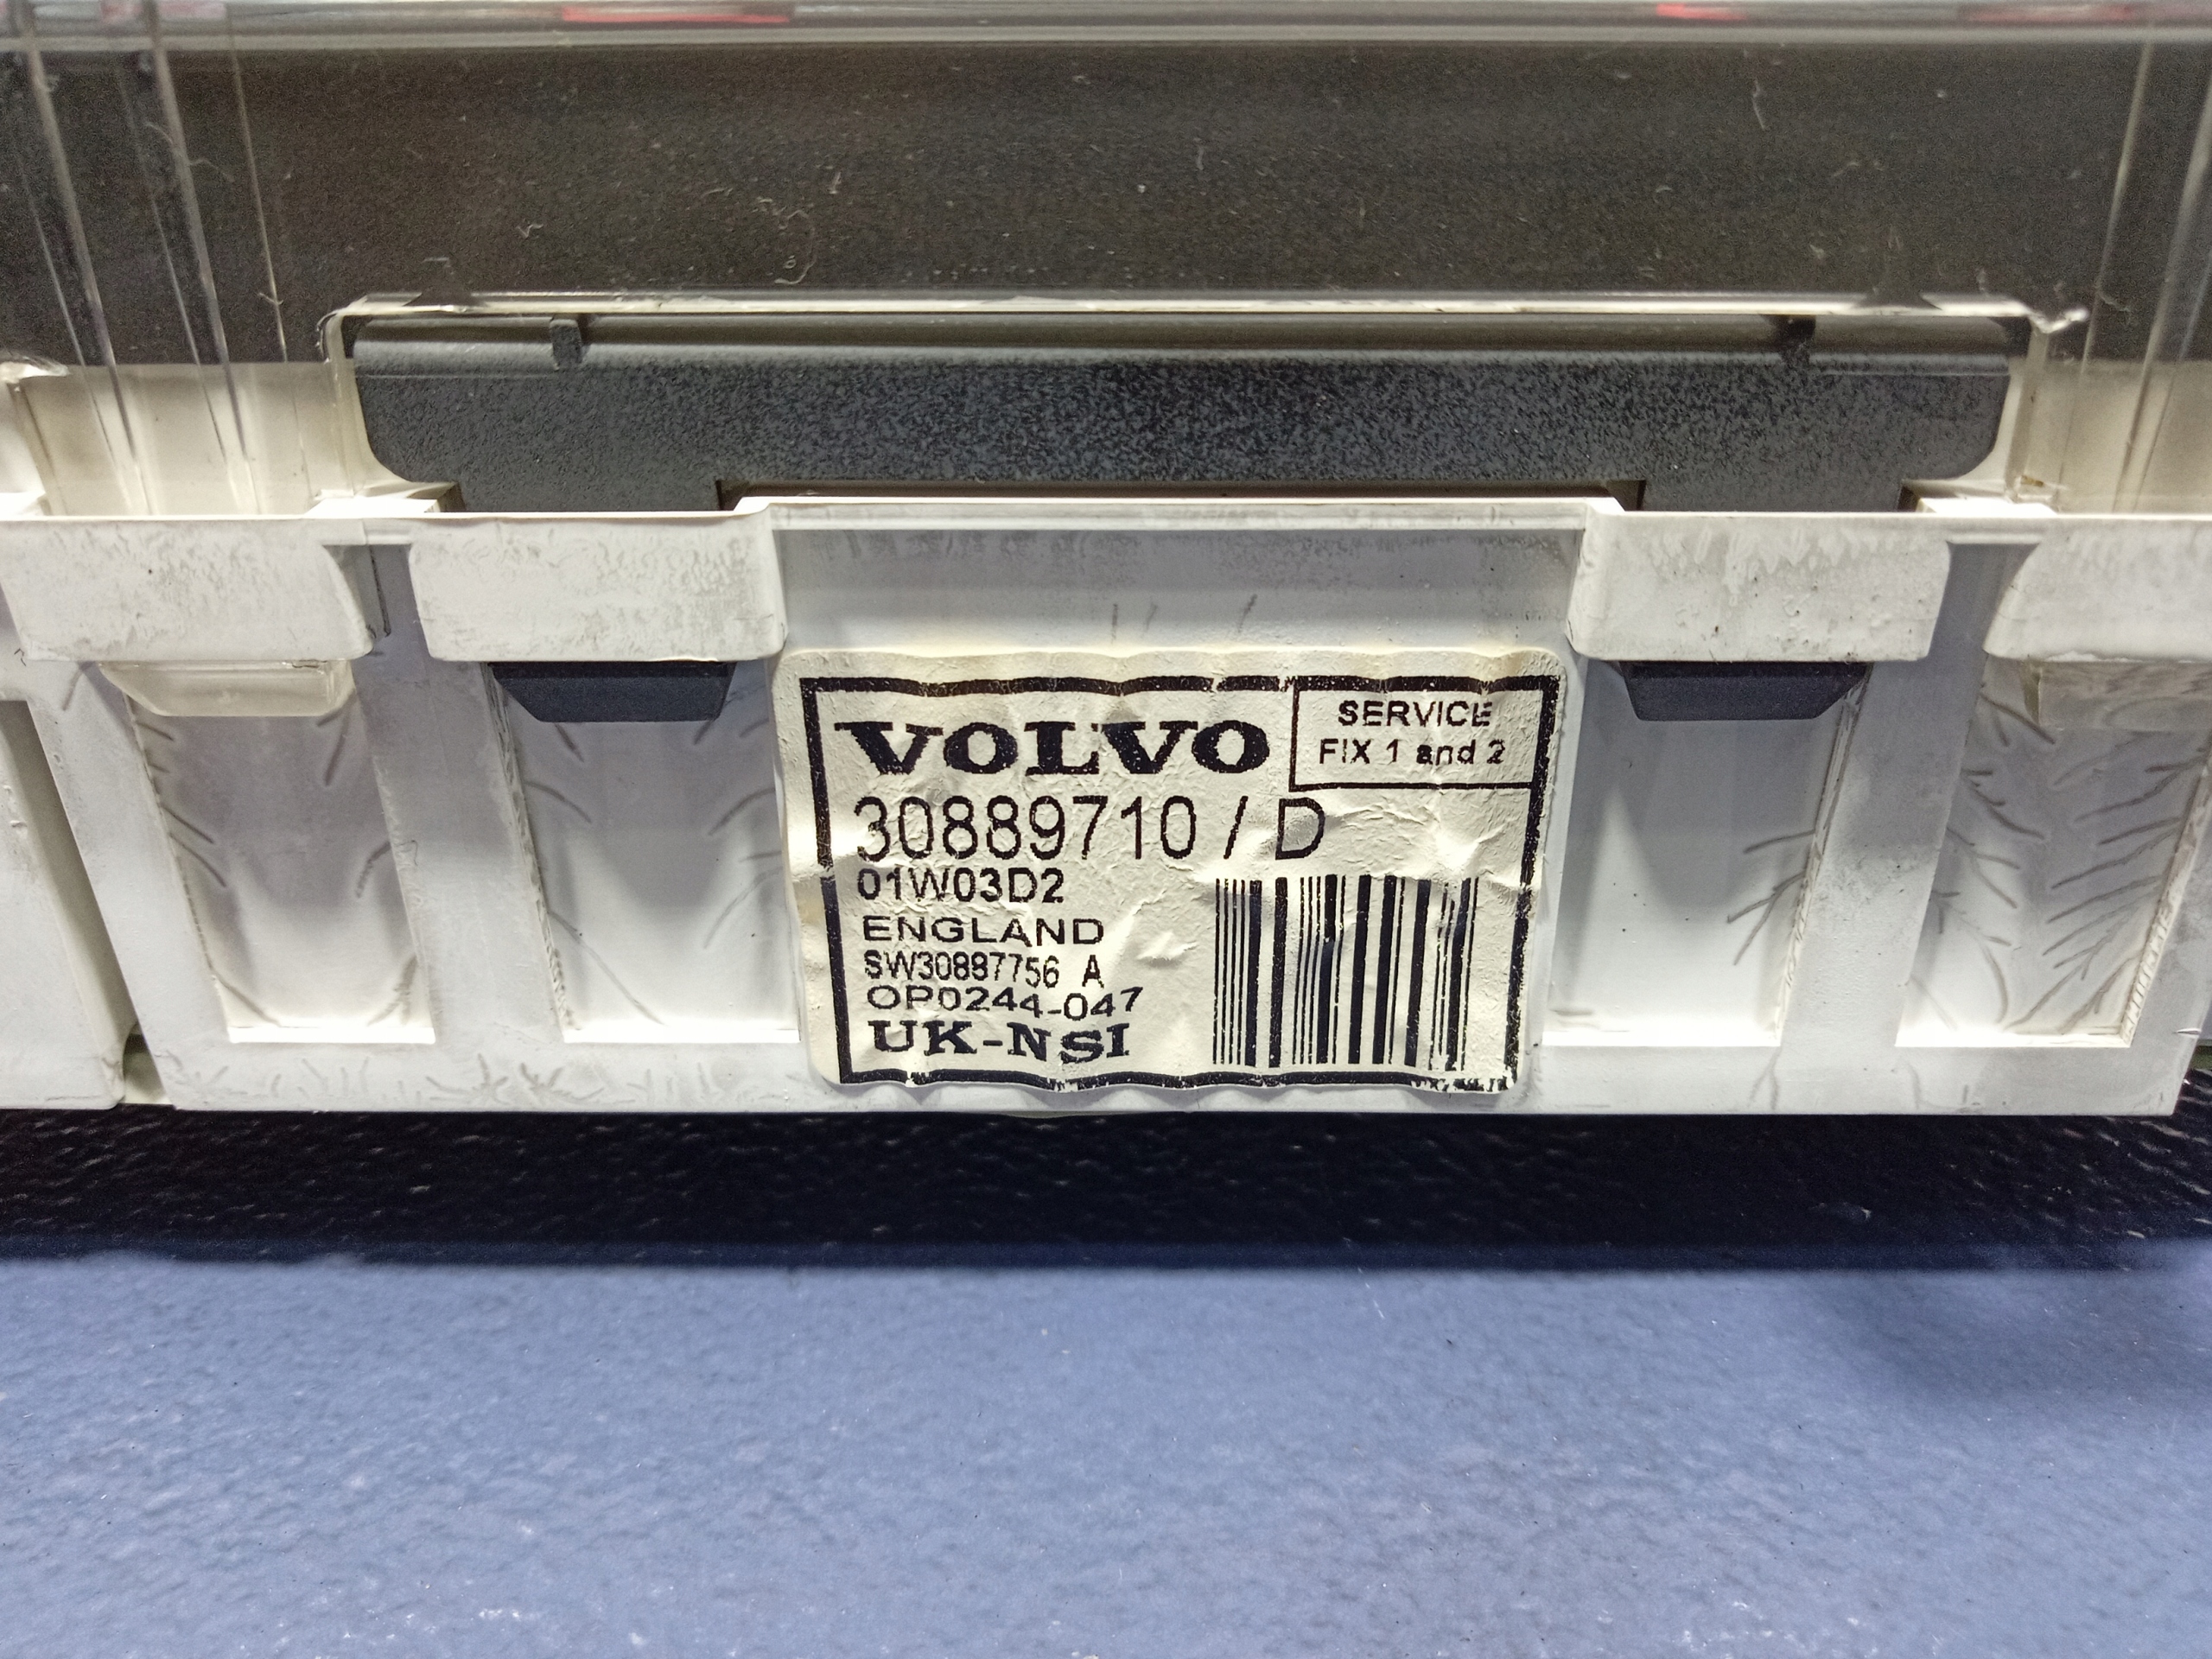 VOLVO
SERVICE
FIX 1 and 2
30889710 / D
01W03D2
ENGLAND
SW30887756 A
OP0244-047
UK-NSI